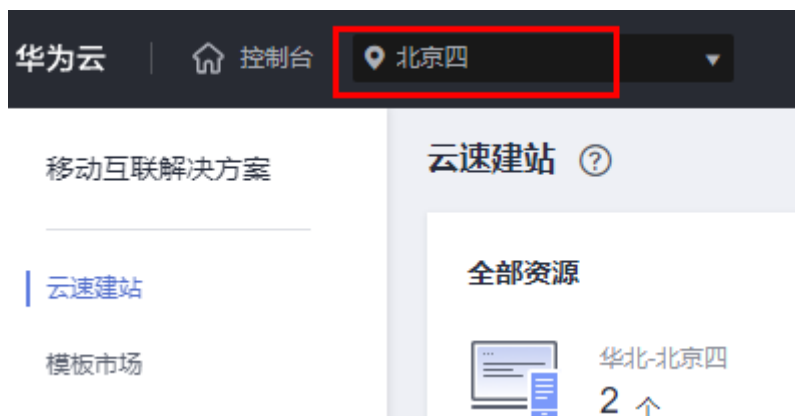 华为云 控制台 北京四
移动互联解决方案
云速建站 ?
云速建站
模板市场
全部资源
华北-北京四
2 个